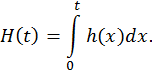 H(t) = ∫₀ᵗ h(x)dx.